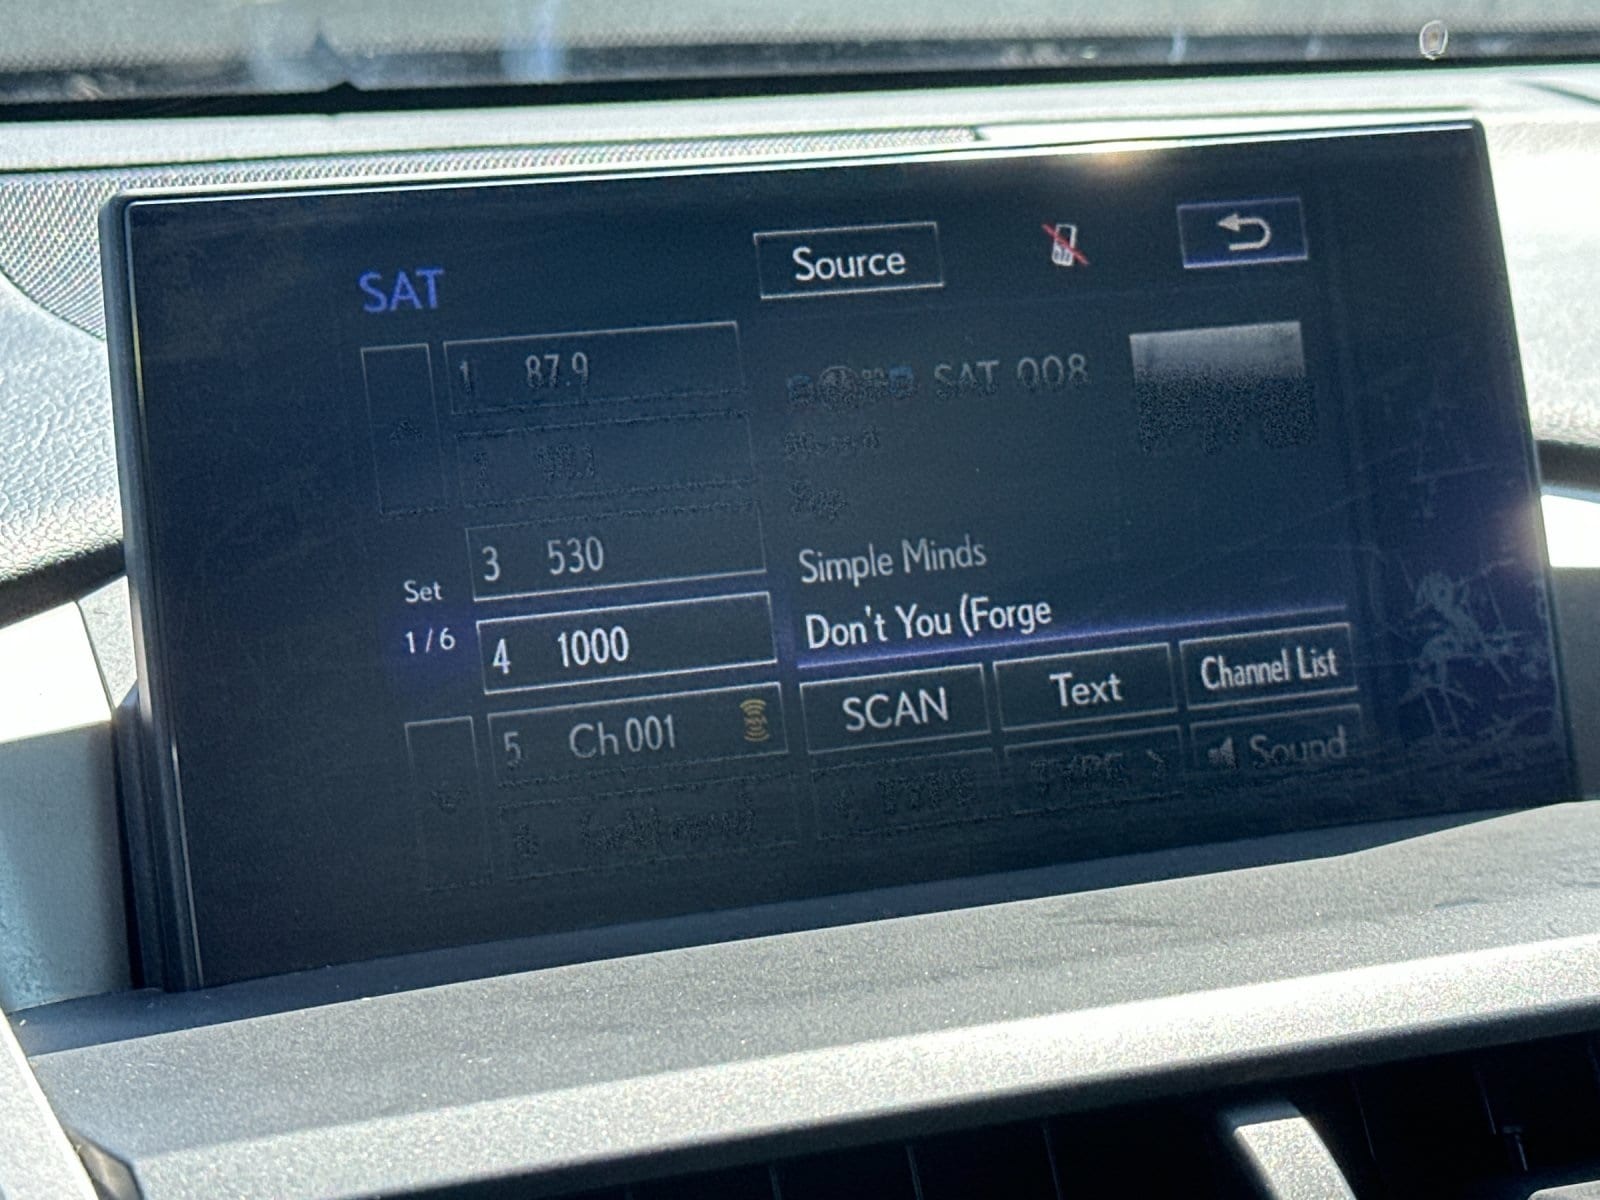 SAT
Source
1 87.9
SAT 008
3 530
Simple Minds
Set
1/6
4 1000
Don't You (Forge
5 Ch001
SCAN
Text
Channel List
Sound